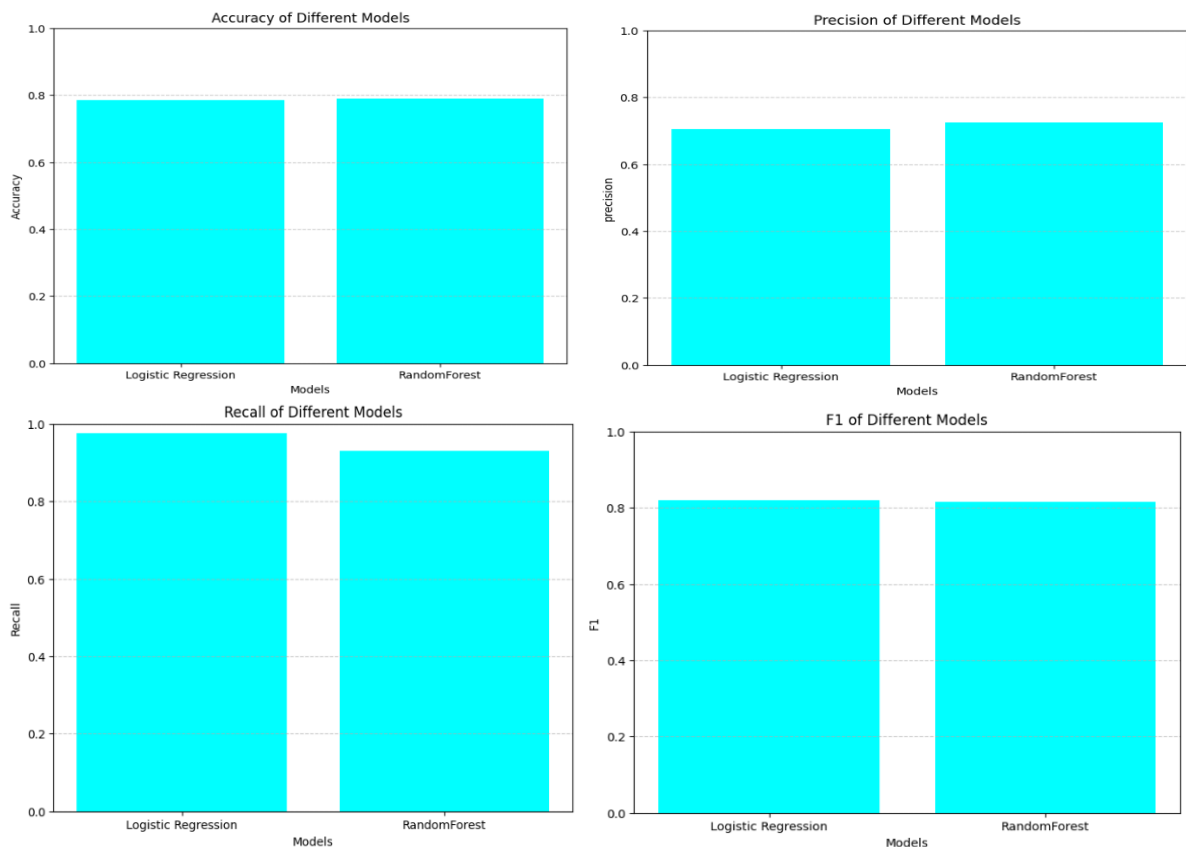 Accuracy of Different Models
1.0
0.8
0.6
0.4
0.2
0.0
Accuracy
Logistic Regression
RandomForest
Models
Precision of Different Models
1.0
0.8
0.6
0.4
0.2
0.0
precision
Logistic Regression
RandomForest
Models
Recall of Different Models
1.0
0.8
0.6
0.4
0.2
0.0
Recall
Logistic Regression
RandomForest
Models
F1 of Different Models
1.0
0.8
0.6
0.4
0.2
0.0
F1
Logistic Regression
RandomForest
Models